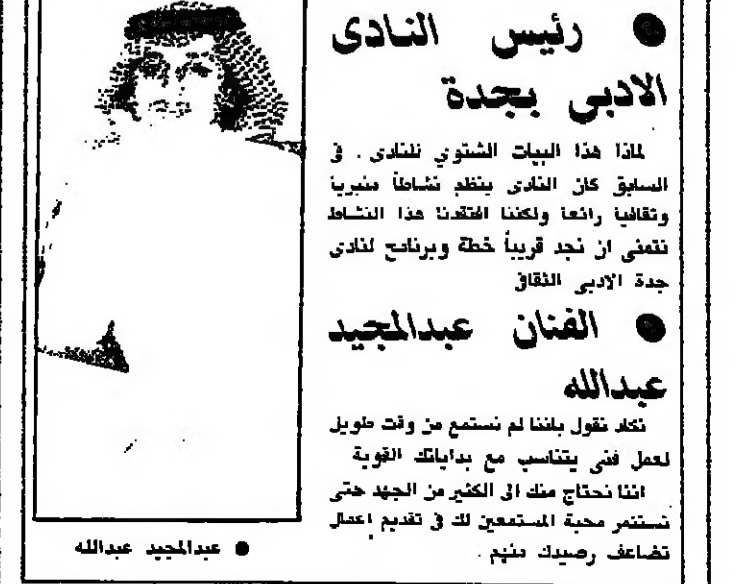 ● رئيس النادى
الادبى بجدة
لماذا هذا البيات الشتوي للنادى . فى
السابق كان النادى ينظم نشاطاً منبرياً
وثقافياً رائعا ولكننا افتقدنا هذا النشاط
نتمنى ان نجد قريباً خطة وبرنامج لنادى
جدة الادبى الثقافى
● الفنان عبدالمجيد
عبدالله
نكاد نقول باننا لم نستمع من وقت طويل
لعمل فنى يتناسب مع بداياتك القوية
اننا نحتاج منك الى الكثير من الجهد حتى
تستثمر محبة المستمعين لك فى تقديم اعمال
تضاعف رصيدك منهم .
● عبدالمجيد عبدالله